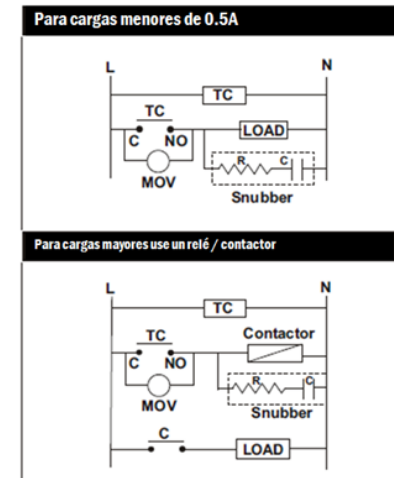 Para cargas menores de 0.5A
L N
TC
TC
C NO LOAD
MOV
R C
Snubber
Para cargas mayores use un relé / contactor
L N
TC
TC Contactor
C NO
MOV
R C
Snubber
C
LOAD